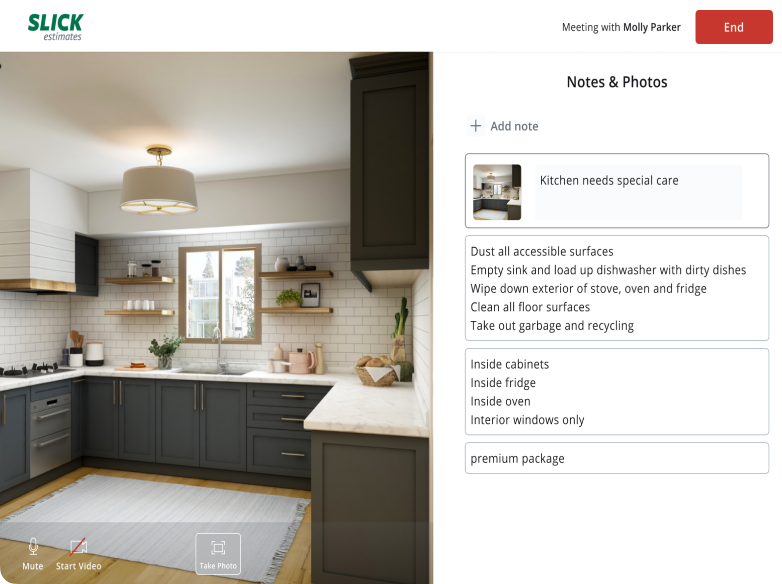 SLICK
estimates
Meeting with Molly Parker
End
Notes & Photos
Add note
Kitchen needs special care
Dust all accessible surfaces
Empty sink and load up dishwasher with dirty dishes
Wipe down exterior of stove, oven and fridge
Clean all floor surfaces
Take out garbage and recycling
Inside cabinets
Inside fridge
Inside oven
Interior windows only
premium package
Mute
Start Video
Take Photo